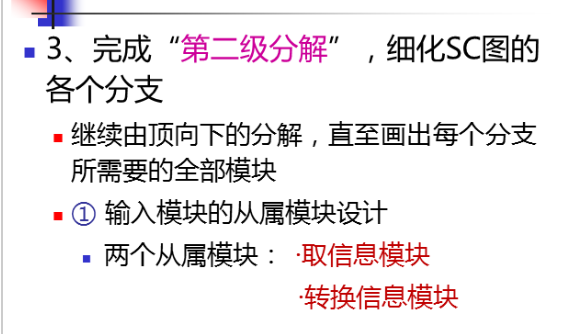 3、完成“第二级分解”，细化SC图的
各个分支
继续由顶向下的分解，直至画出每个分支
所需要的全部模块
① 输入模块的从属模块设计
两个从属模块： ·取信息模块
·转换信息模块